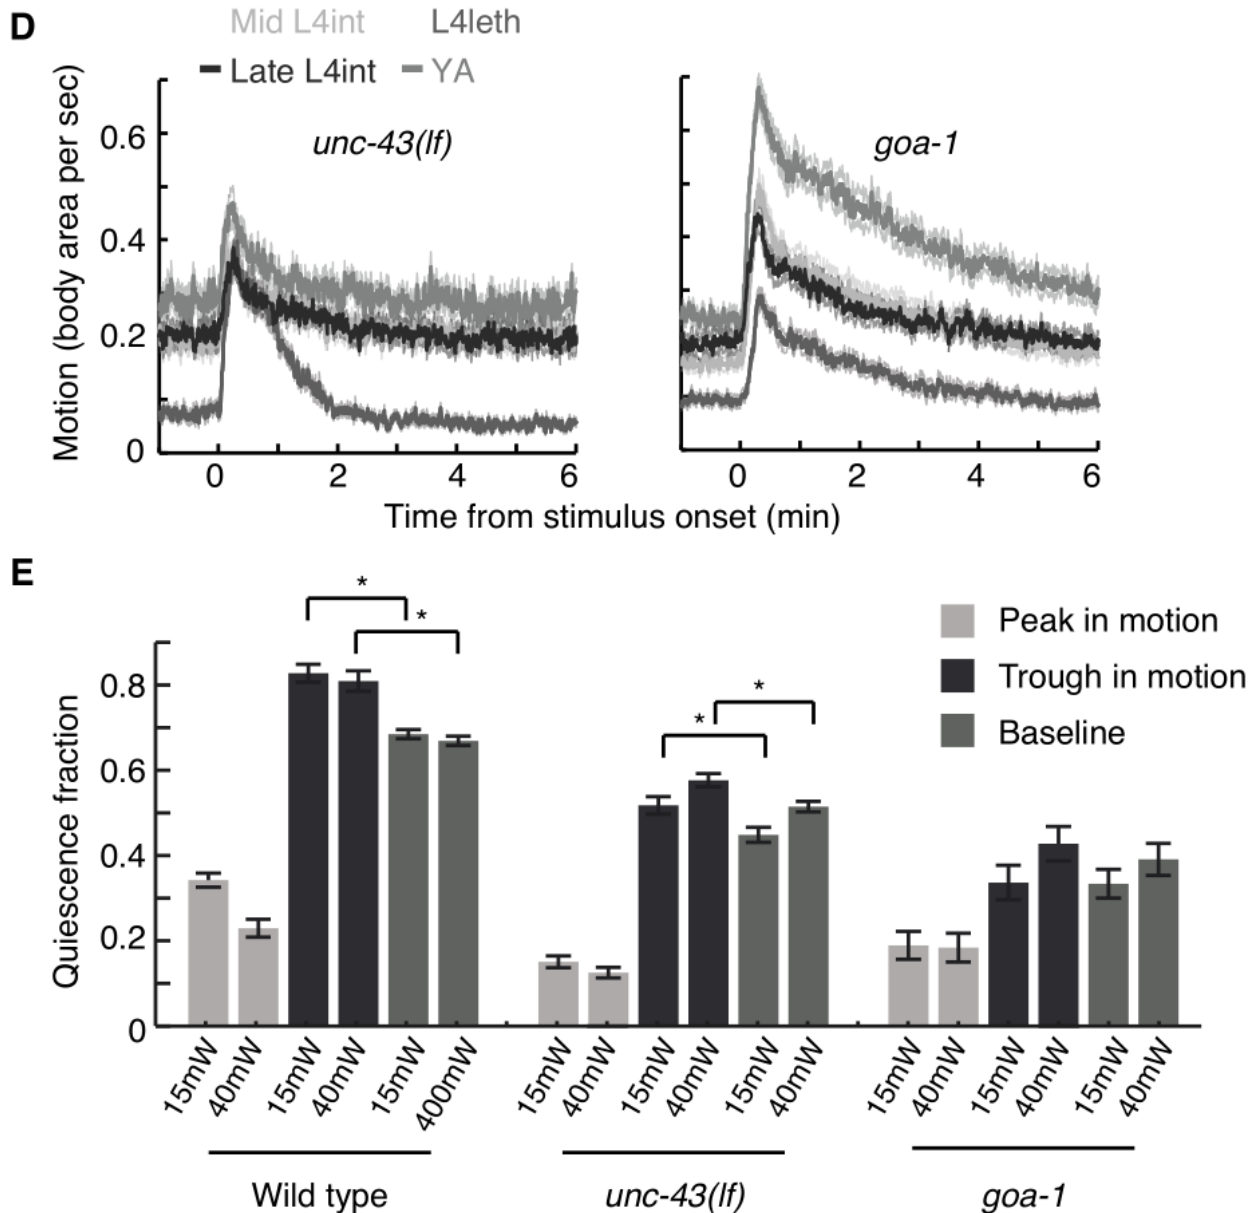 D
Mid L4int L4leth
Late L4int YA
Motion (body area per sec)
0.6
0.4
0.2
0
unc-43(lf)
goa-1
0 2 4 6
0 2 4 6
Time from stimulus onset (min)
E
* *
* *
Peak in motion
Trough in motion
Baseline
Quiescence fraction
0.8
0.6
0.4
0.2
0
15mW 40mW 15mW 40mW 15mW 400mW
15mW 40mW 15mW 40mW 15mW 40mW
15mW 40mW 15mW 40mW 15mW 40mW
Wild type
unc-43(lf)
goa-1